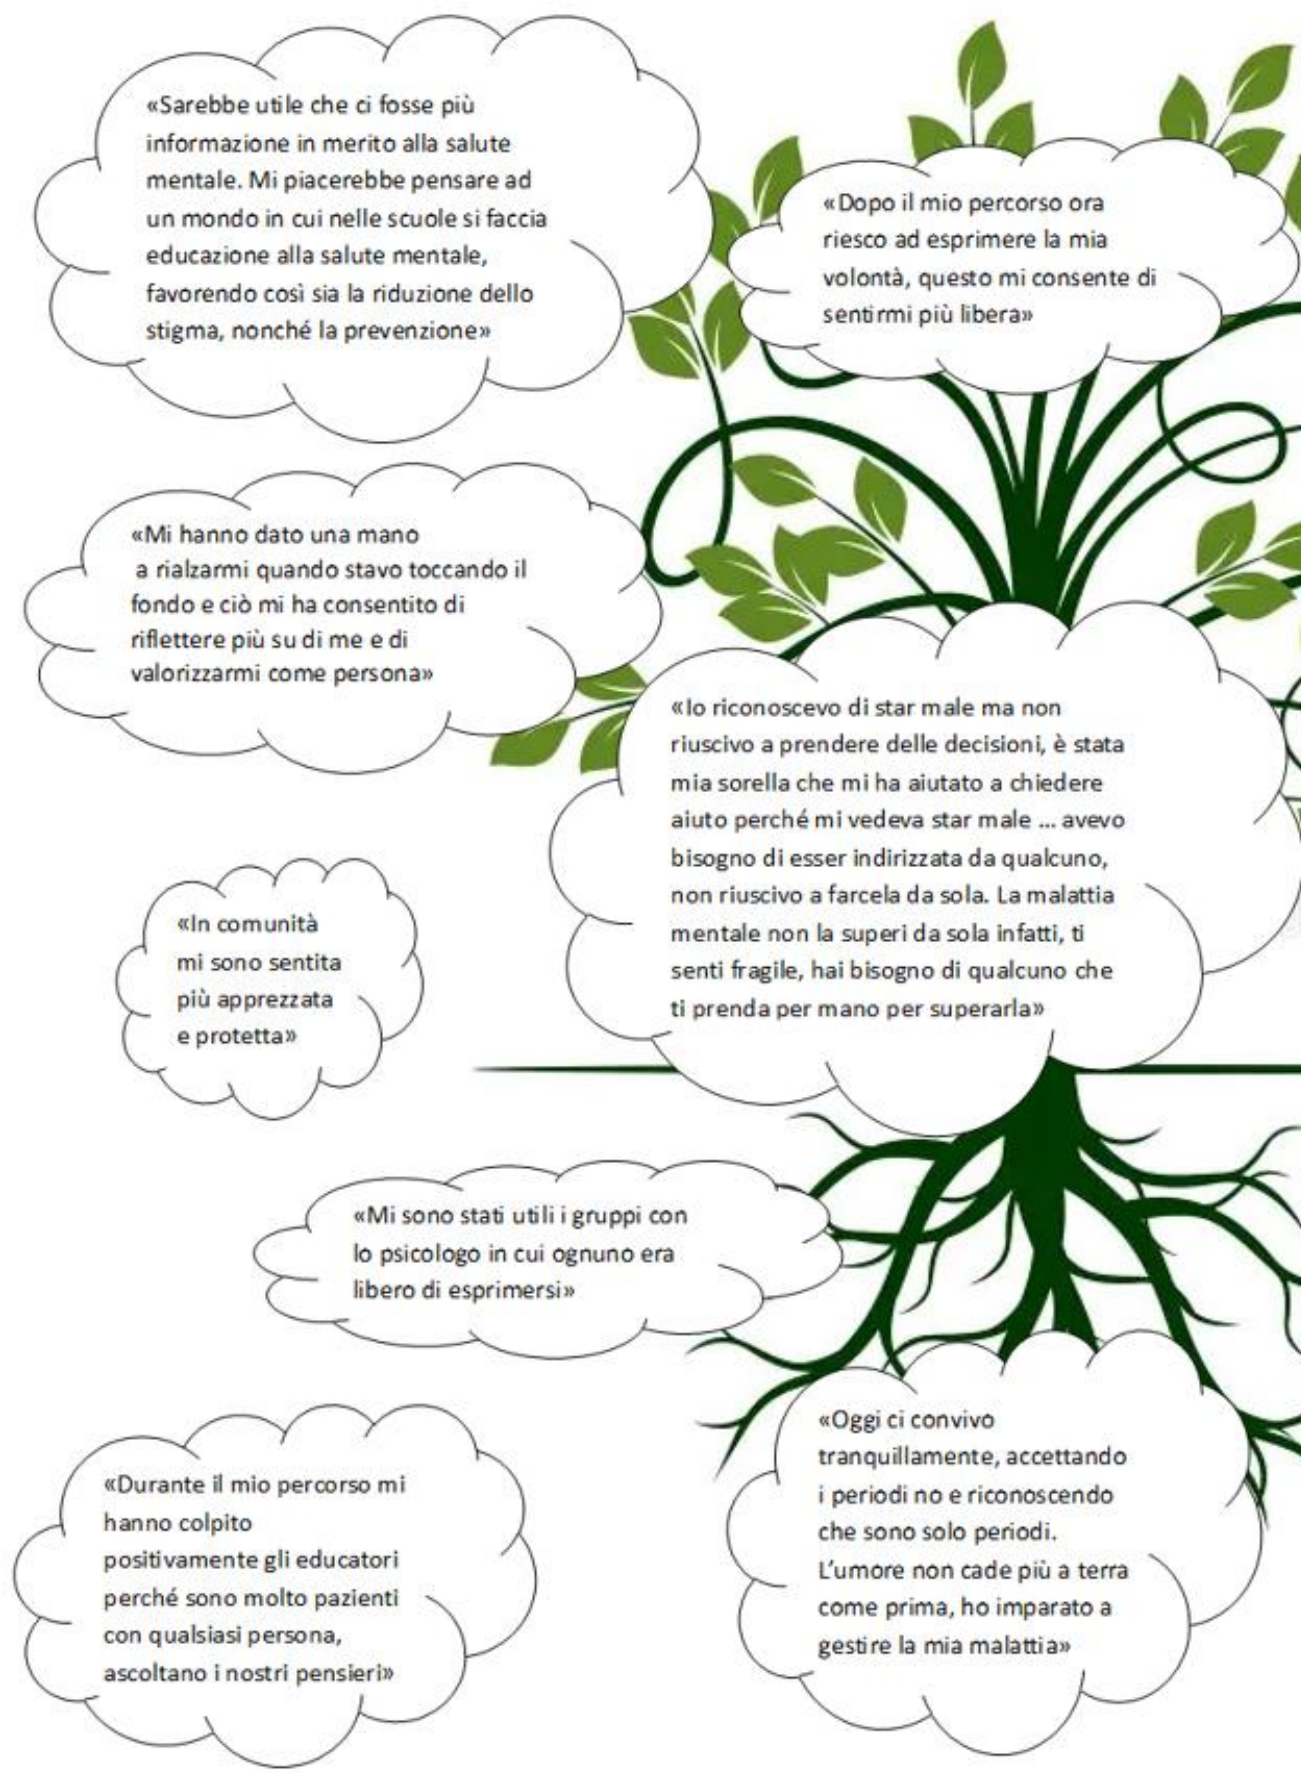 «Sarebbe utile che ci fosse più
informazione in merito alla salute
mentale. Mi piacerebbe pensare ad
un mondo in cui nelle scuole si faccia
educazione alla salute mentale,
favorendo così sia la riduzione dello
stigma, nonché la prevenzione»
«Dopo il mio percorso ora
riesco ad esprimere la mia
volontà, questo mi consente di
sentirmi più libera»
«Mi hanno dato una mano
a rialzarmi quando stavo toccando il
fondo e ciò mi ha consentito di
riflettere più su di me e di
valorizzarmi come persona»
«Io riconoscevo di star male ma non
riuscivo a prendere delle decisioni, è stata
mia sorella che mi ha aiutato a chiedere
aiuto perché mi vedeva star male ... avevo
bisogno di esser indirizzata da qualcuno,
non riuscivo a farcela da sola. La malattia
mentale non la superi da sola infatti, ti
senti fragile, hai bisogno di qualcuno che
ti prenda per mano per superarla»
«In comunità
mi sono sentita
più apprezzata
e protetta»
«Mi sono stati utili i gruppi con
lo psicologo in cui ognuno era
libero di esprimersi»
«Durante il mio percorso mi
hanno colpito
positivamente gli educatori
perché sono molto pazienti
con qualsiasi persona,
ascoltano i nostri pensieri»
«Oggi ci convivo
tranquillamente, accettando
i periodi no e riconoscendo
che sono solo periodi.
L'umore non cade più a terra
come prima, ho imparato a
gestire la mia malattia»